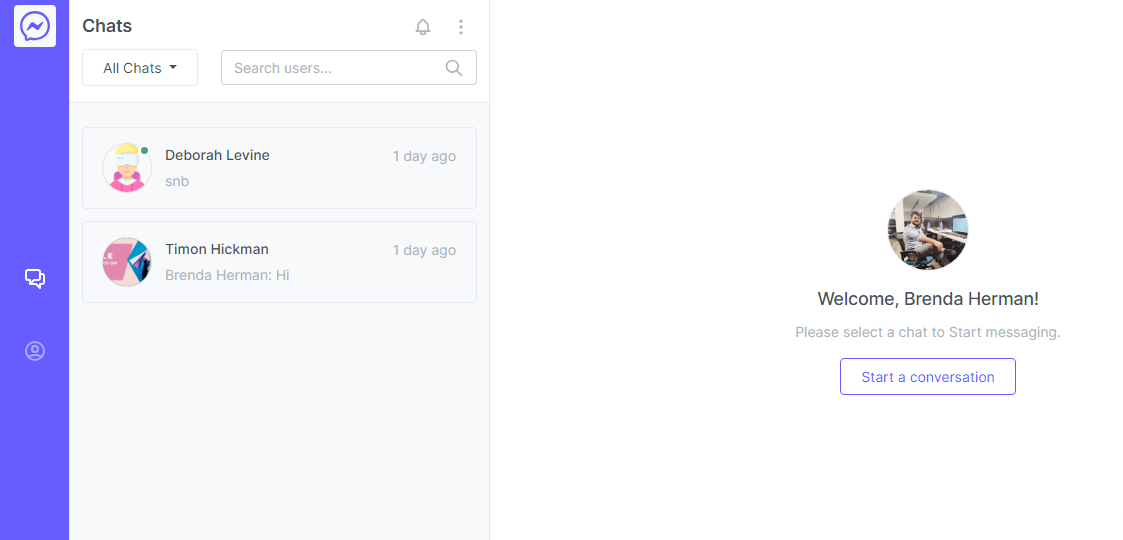 Chats
All Chats
Search users...
Deborah Levine
1 day ago
snb
Timon Hickman
1 day ago
Brenda Herman: Hi
Welcome, Brenda Herman!
Please select a chat to Start messaging.
Start a conversation